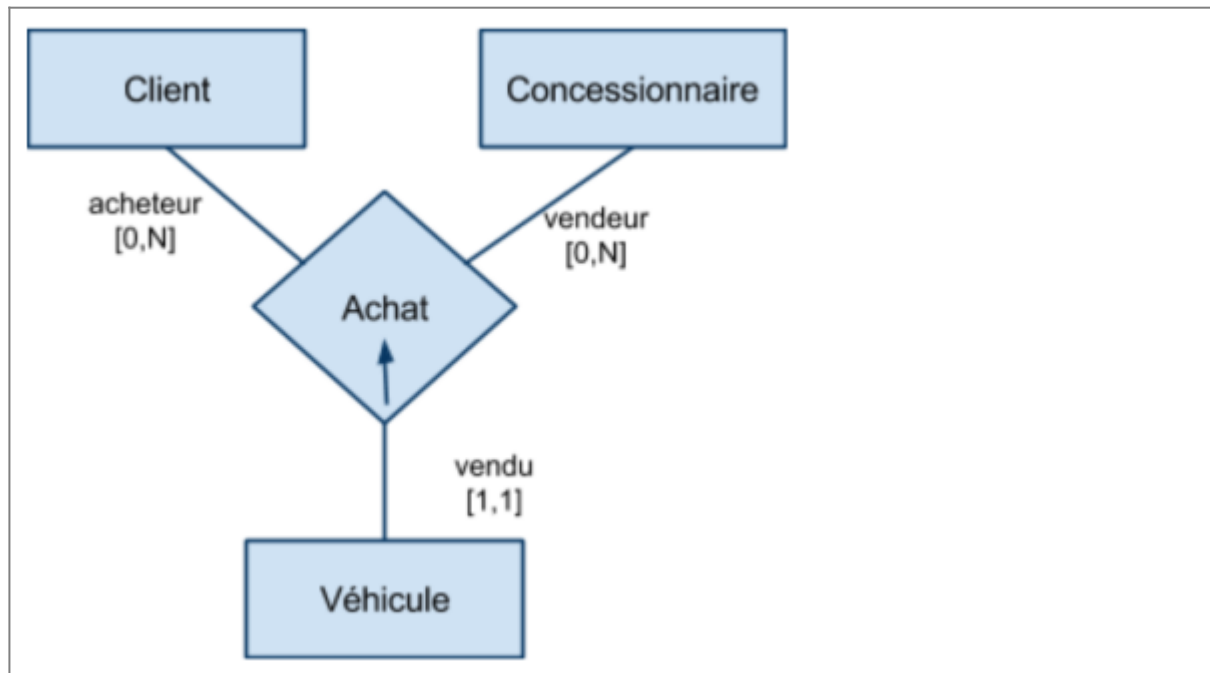 Client
Concessionnaire
acheteur
[0,N]
vendeur
[0,N]
Achat
vendu
[1,1]
Véhicule